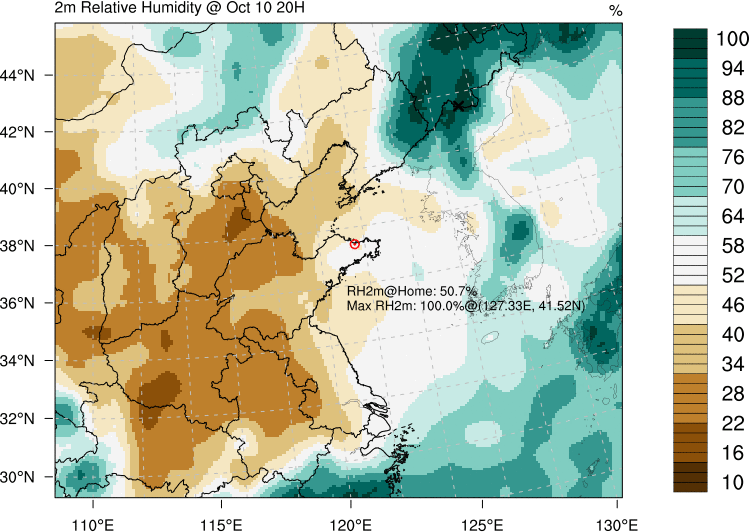 2m Relative Humidity @ Oct 10 20H
%
44°N
42°N
40°N
38°N
36°N
34°N
32°N
30°N
110°E
115°E
120°E
125°E
130°E
RH2m@Home: 50.7%
Max RH2m: 100.0%@(127.33E, 41.52N)
100
94
88
82
76
70
64
58
52
46
40
34
28
22
16
10